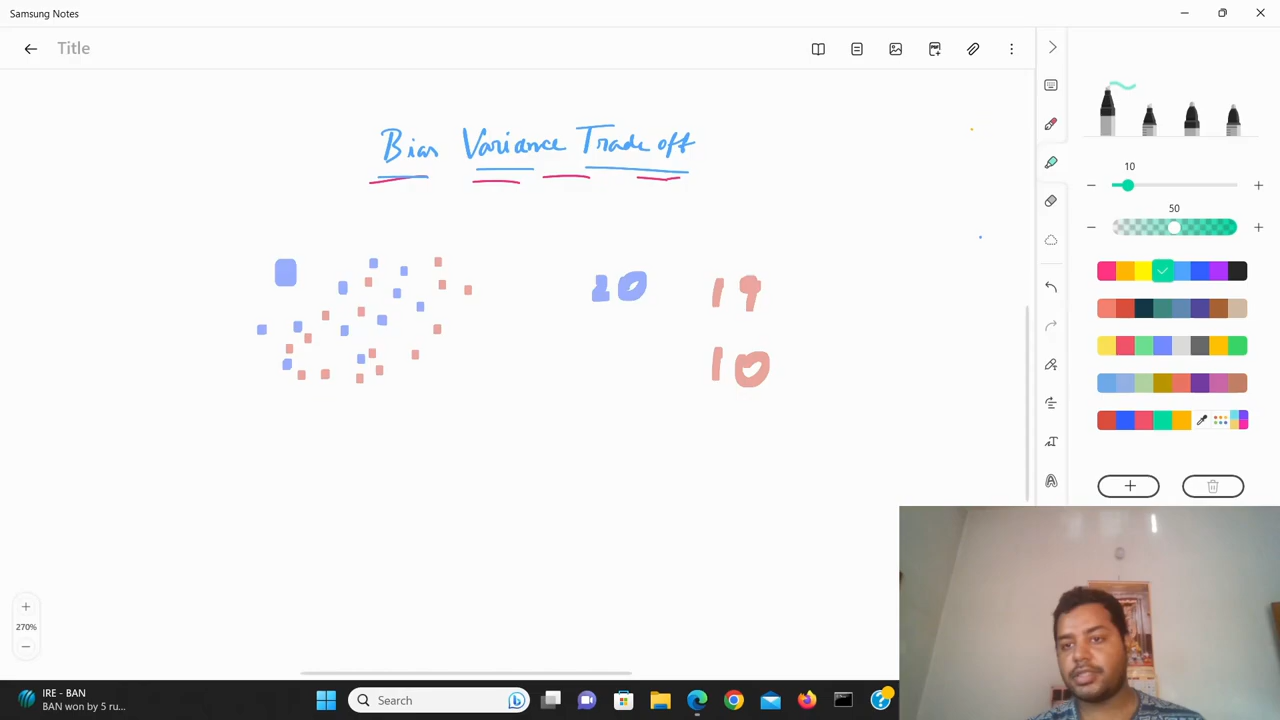 Samsung Notes
Title
Bias Variance Trade off
20 19
10
10
50
270%
IRE - BAN
BAN won by 5 ru...
Search